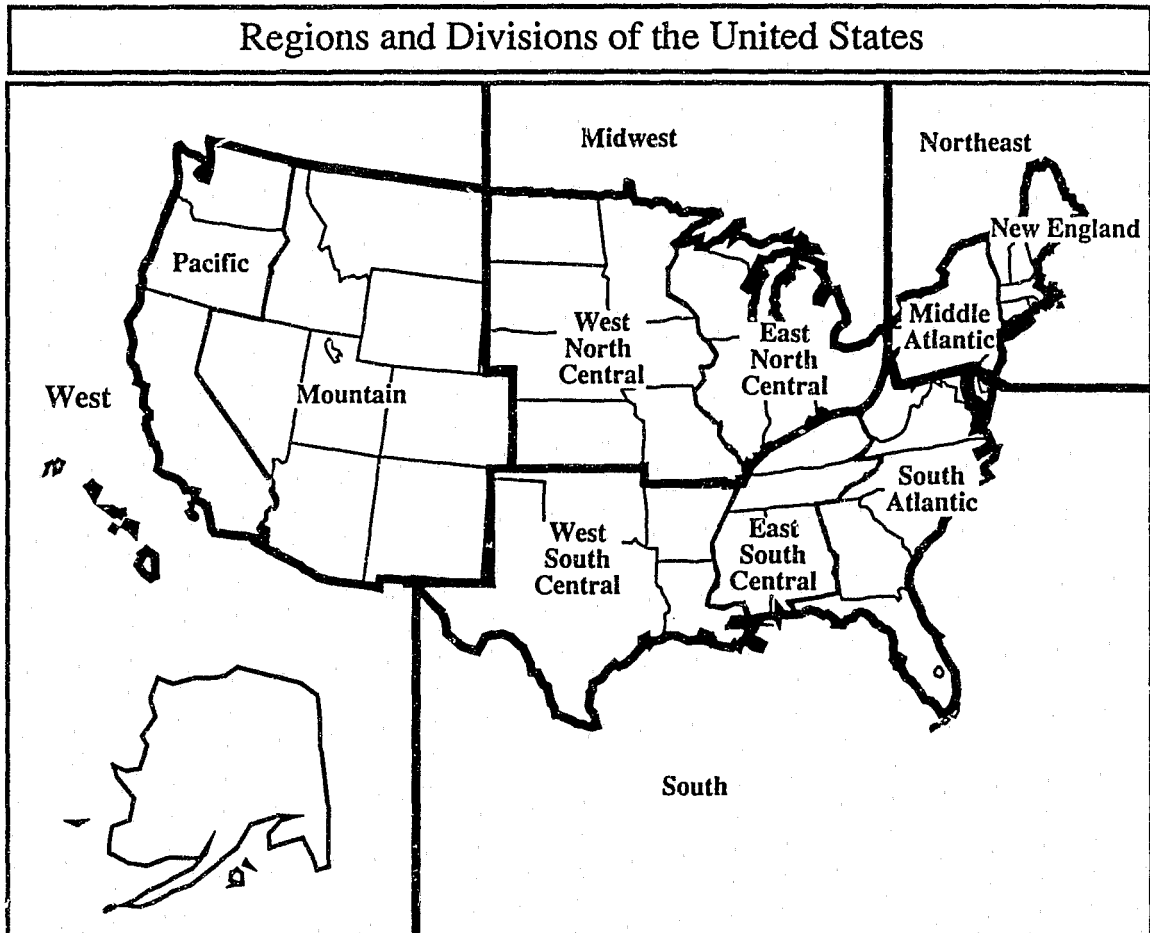 Regions and Divisions of the United States
Midwest
Northeast
New England
Pacific
Middle
Atlantic
West
North
Central
East
North
Central
West
Mountain
South
Atlantic
West
South
Central
East
South
Central
South